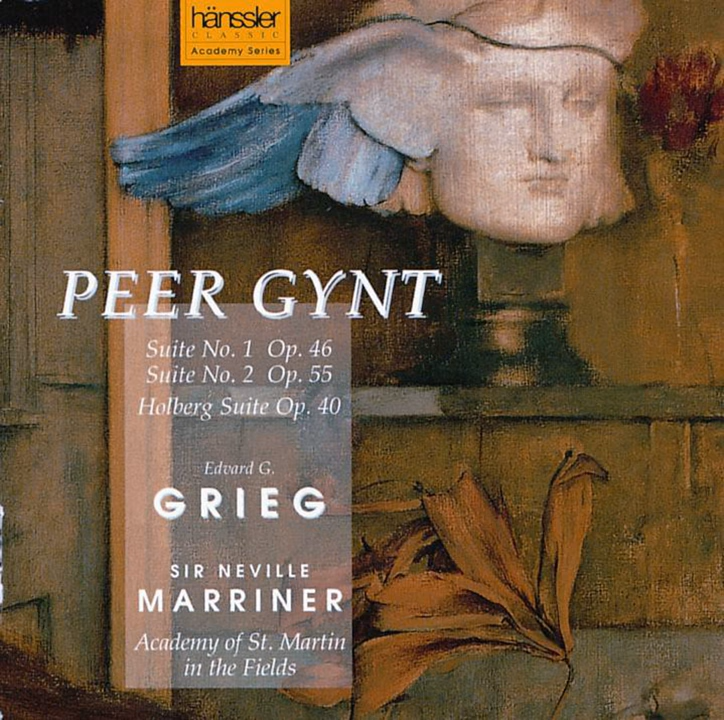 hänssler
CLASSIC
Academy Series
PEER GYNT
Suite No. 1 Op. 46
Suite No. 2 Op. 55
Holberg Suite Op. 40
Edvard G.
GRIEG
SIR NEVILLE
MARRINER
Academy of St. Martin
in the Fields